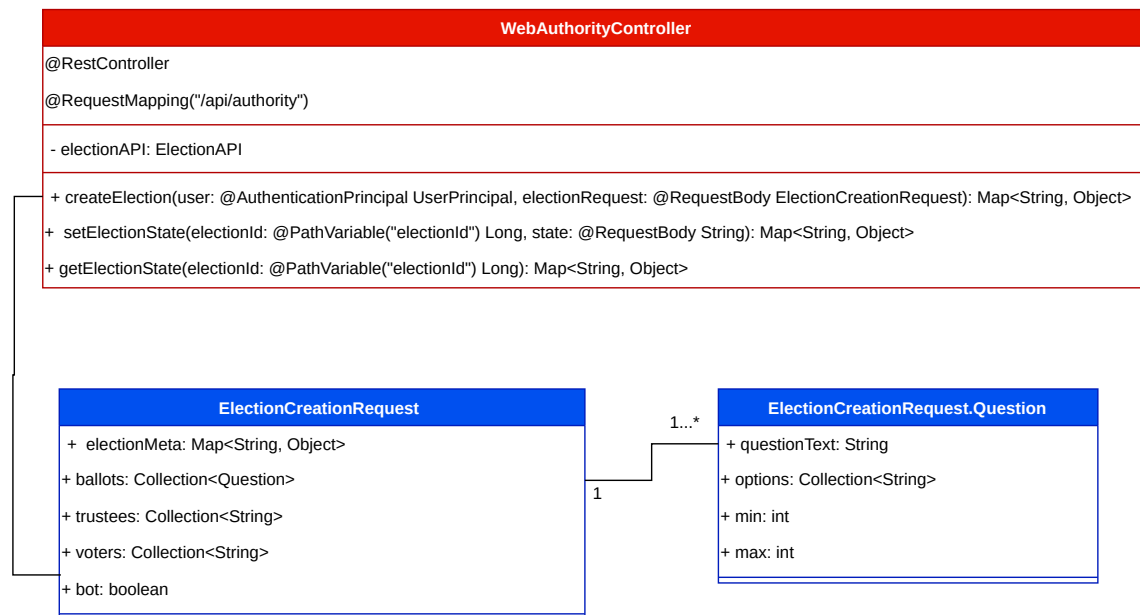 WebAuthorityController
@RestController
@RequestMapping("/api/authority")
- electionAPI: ElectionAPI
+ createElection(user: @AuthenticationPrincipal UserPrincipal, electionRequest: @RequestBody ElectionCreationRequest): Map<String, Object>
+ setElectionState(electionId: @PathVariable("electionId") Long, state: @RequestBody String): Map<String, Object>
+ getElectionState(electionId: @PathVariable("electionId") Long): Map<String, Object>
ElectionCreationRequest
+ electionMeta: Map<String, Object>
+ ballots: Collection<Question>
+ trustees: Collection<String>
+ voters: Collection<String>
+ bot: boolean
1
1...*
ElectionCreationRequest.Question
+ questionText: String
+ options: Collection<String>
+ min: int
+ max: int